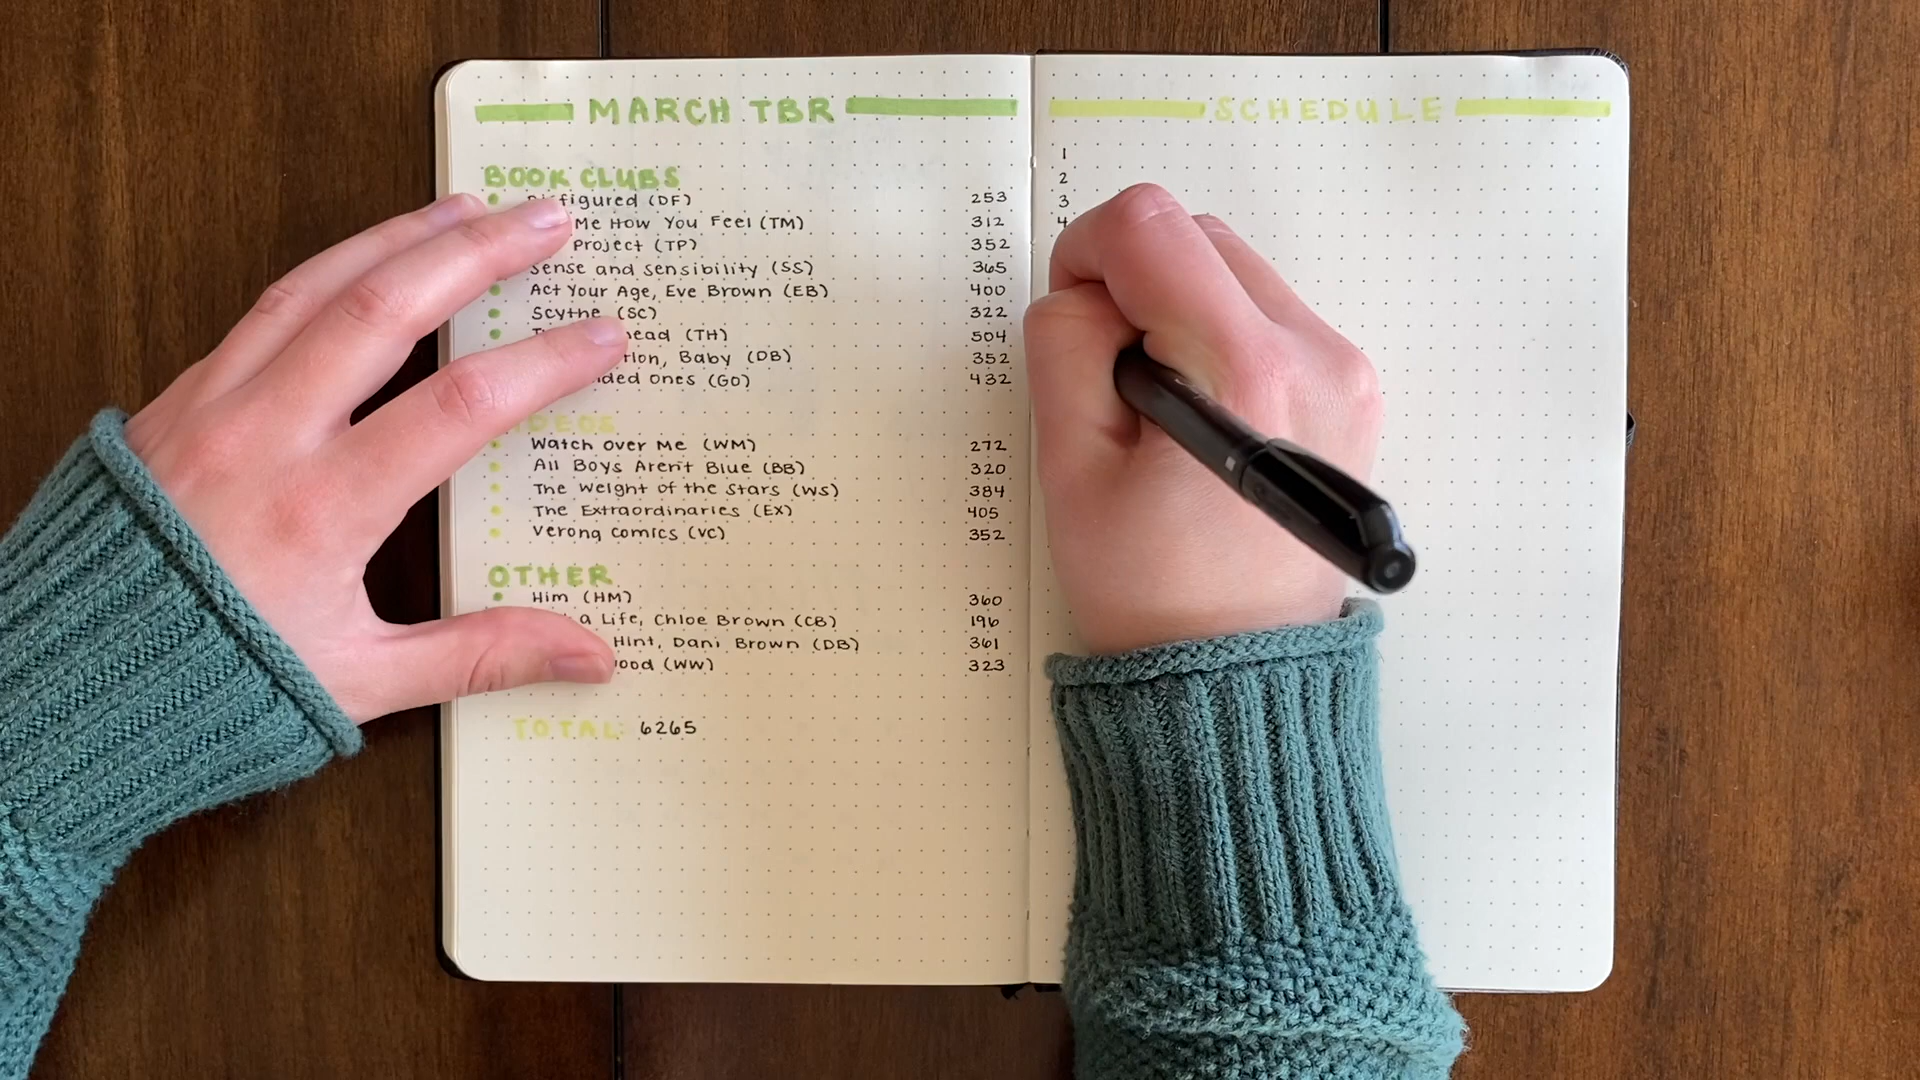 MARCH TBR
BOOK CLUBS
figured (DF) 253
Me How You Feel (TM) 312
Project (TP) 352
Sense and Sensibility (SS) 365
Act Your Age, Eve Brown (EB) 400
Scythe (SC) 322
head (TH) 504
Baby (DB) 352
Ones (GO) 432
Watch Over Me (WM) 272
All Boys Aren't Blue (BB) 320
The Weight of the Stars (WS) 384
The Extraordinaries (EX) 405
Verona Comics (VC) 352
OTHER
Him (HM) 360
a Life, Chloe Brown (CB) 196
Hint, Dani Brown (DB) 361
wood (WW) 323
TOTAL: 6265
SCHEDULE
1
2
3
4